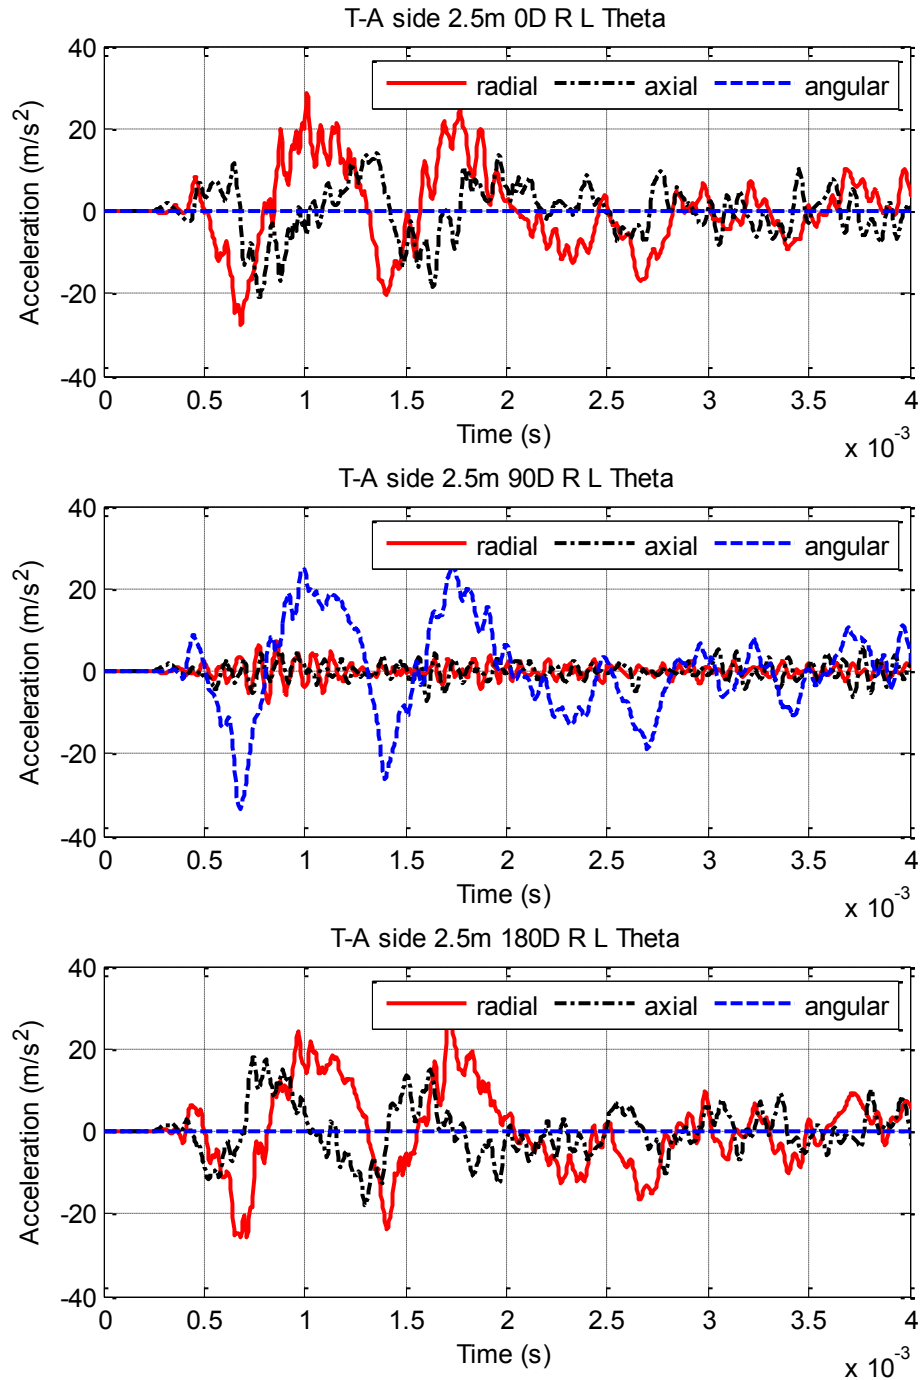 T-A side 2.5m 0D R L Theta
radial axial angular
40
20
0
-20
-40
Acceleration (m/s²)
0 0.5 1 1.5 2 2.5 3 3.5 4
Time (s)
x 10⁻³
T-A side 2.5m 90D R L Theta
radial axial angular
40
20
0
-20
-40
Acceleration (m/s²)
0 0.5 1 1.5 2 2.5 3 3.5 4
Time (s)
x 10⁻³
T-A side 2.5m 180D R L Theta
radial axial angular
40
20
0
-20
-40
Acceleration (m/s²)
0 0.5 1 1.5 2 2.5 3 3.5 4
Time (s)
x 10⁻³